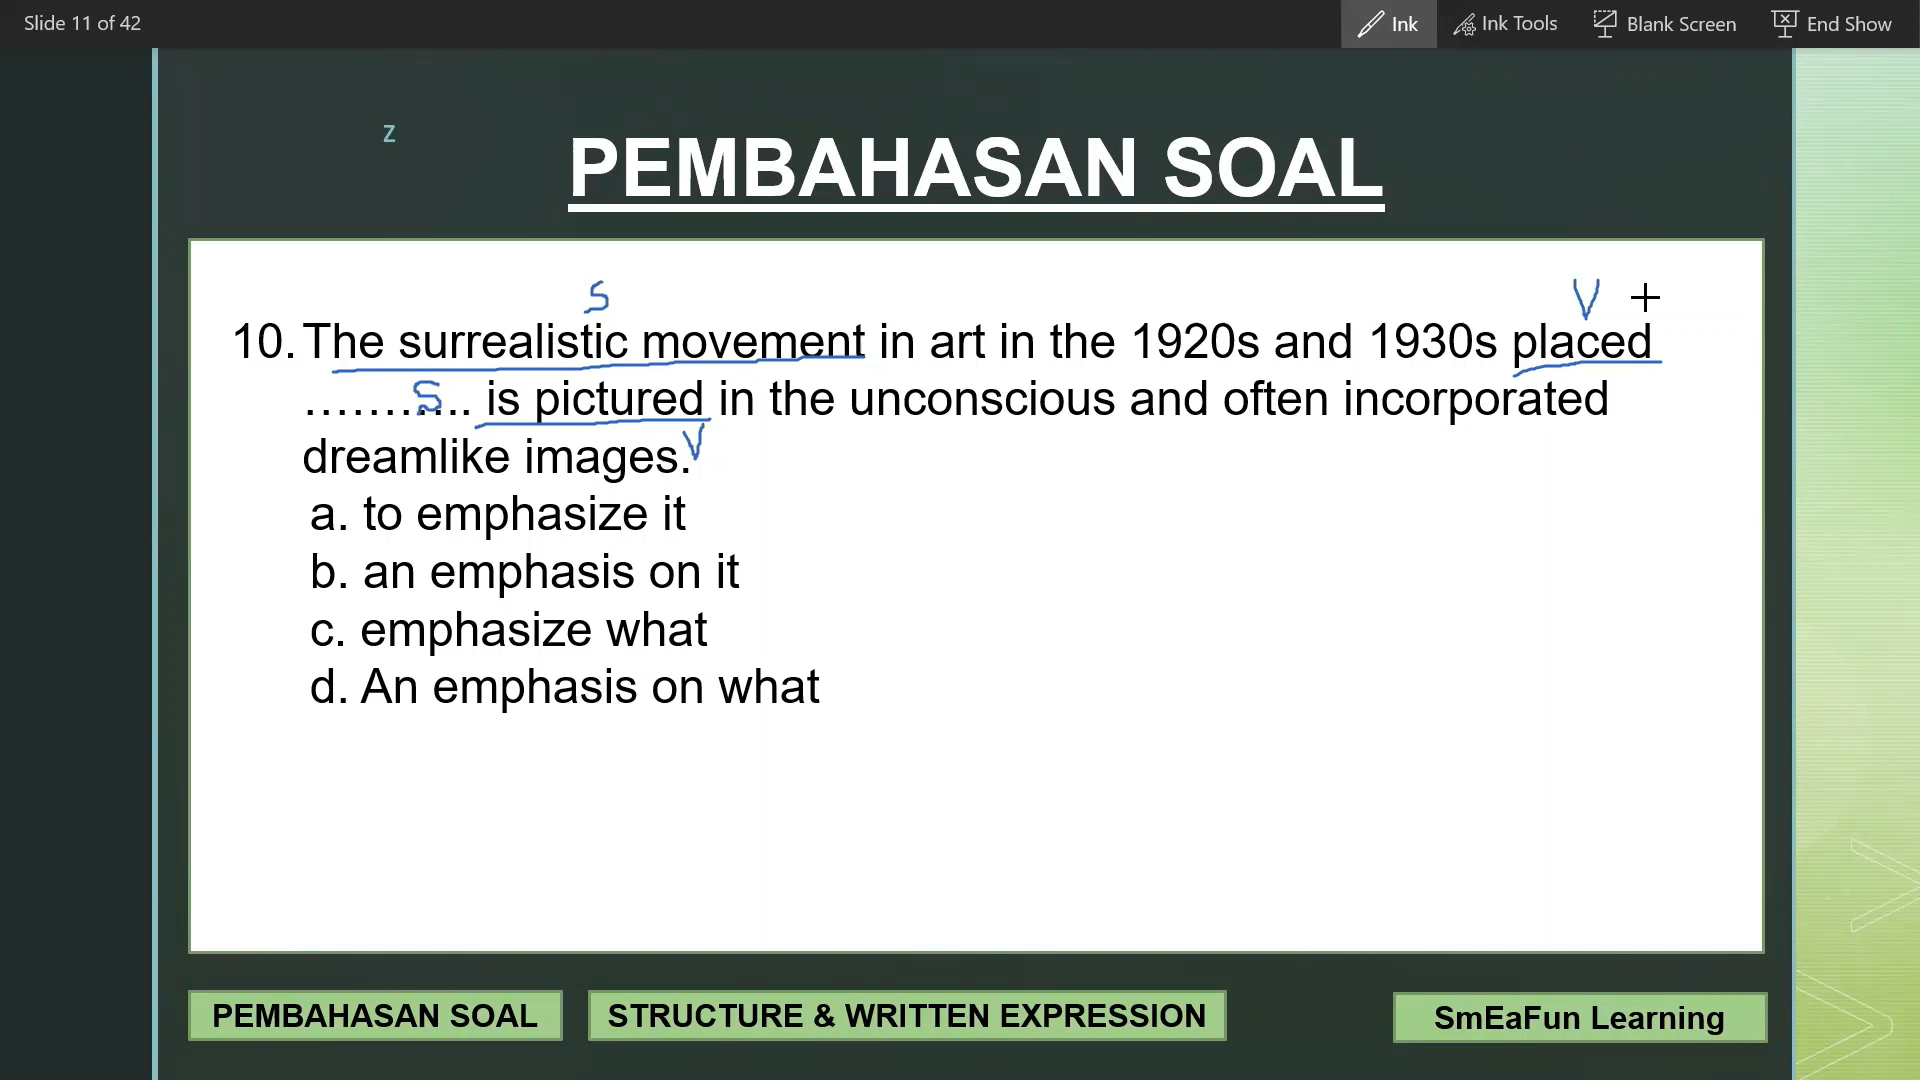 Slide 11 of 42
Ink
Ink Tools
Blank Screen
End Show
z
PEMBAHASAN SOAL
S
V
10. The surrealistic movement in art in the 1920s and 1930s placed
S
………... is pictured in the unconscious and often incorporated
V
dreamlike images.
a. to emphasize it
b. an emphasis on it
c. emphasize what
d. An emphasis on what
PEMBAHASAN SOAL
STRUCTURE & WRITTEN EXPRESSION
SmEaFun Learning